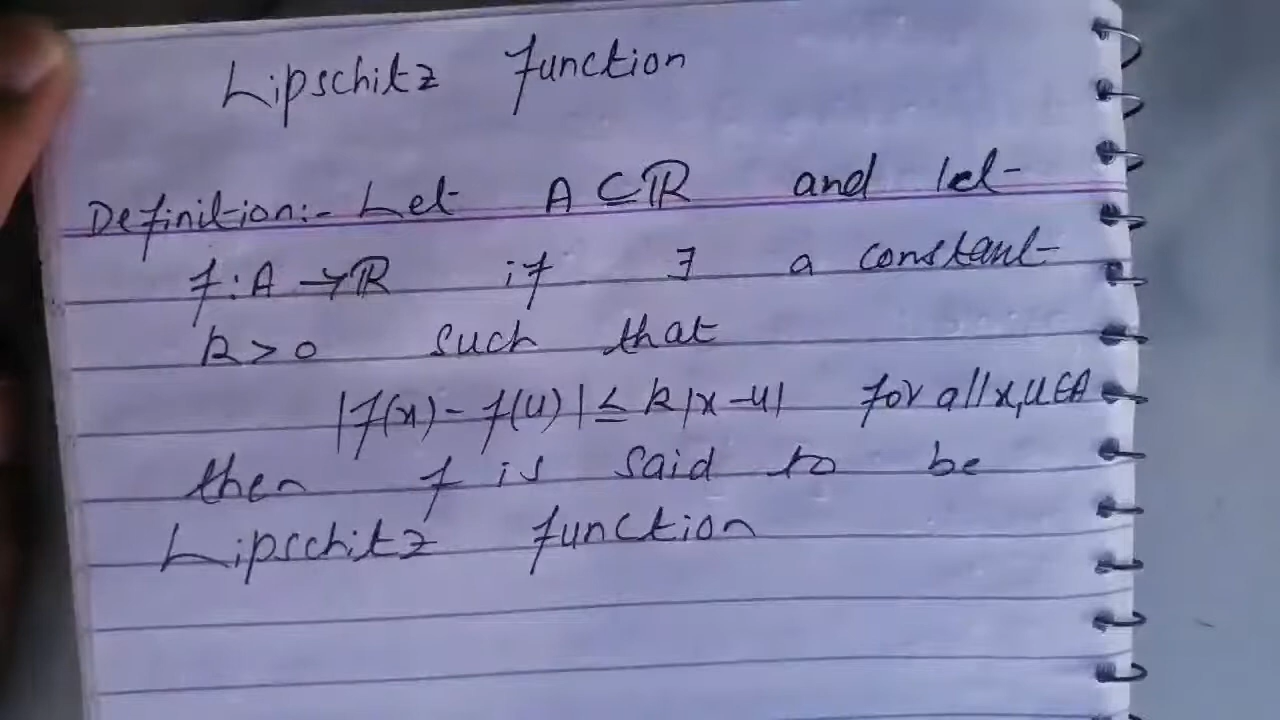 Lipschitz function
Definition:- Let A ⊆ ℝ and let
f : A → ℝ if ∃ a constant
k > 0 such that
|f(x) - f(u)| ≤ k|x-u| for all x,u ∈ A
then f is said to be
Lipschitz function